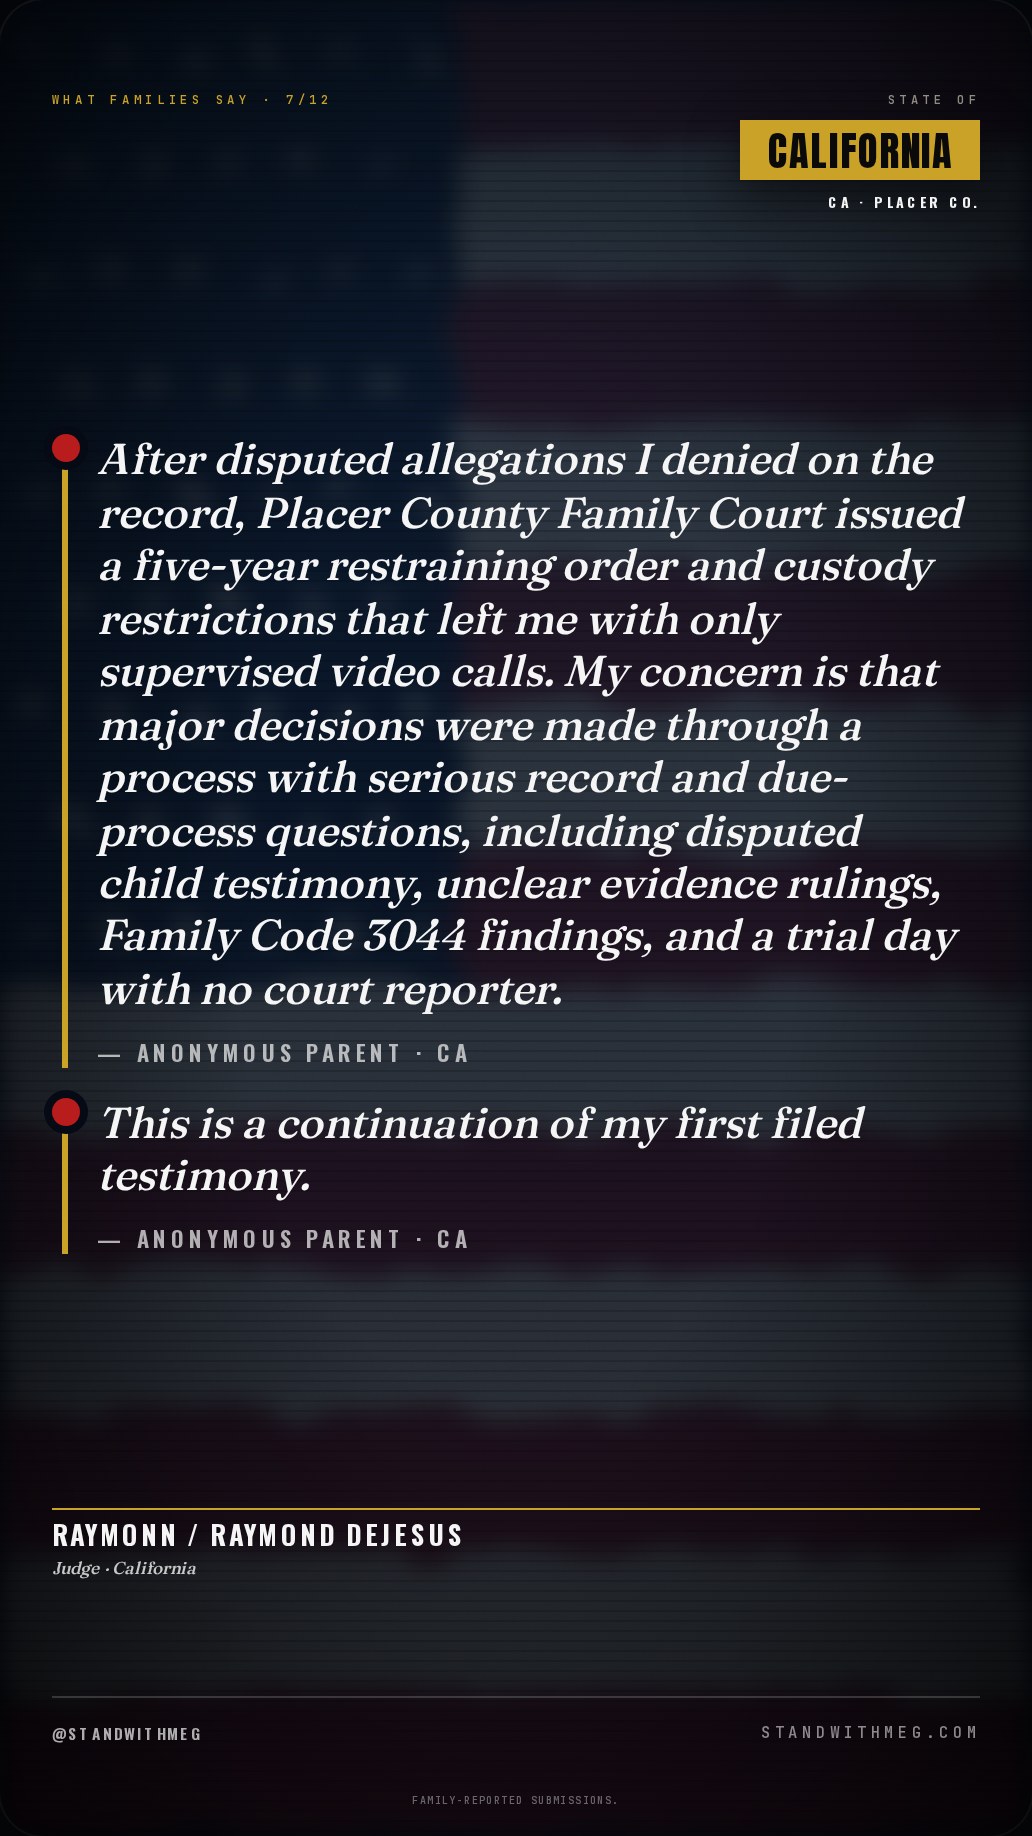 WHAT FAMILIES SAY · 7/12
STATE OF
CALIFORNIA
CA · PLACER CO.
After disputed allegations I denied on the
record, Placer County Family Court issued
a five-year restraining order and custody
restrictions that left me with only
supervised video calls. My concern is that
major decisions were made through a
process with serious record and due-
process questions, including disputed
child testimony, unclear evidence rulings,
Family Code 3044 findings, and a trial day
with no court reporter.
— ANONYMOUS PARENT · CA
This is a continuation of my first filed
testimony.
— ANONYMOUS PARENT · CA
RAYMONN / RAYMOND DEJESUS
Judge · California
@STANDWITHMEG
STANDWITHMEG.COM
FAMILY-REPORTED SUBMISSIONS.